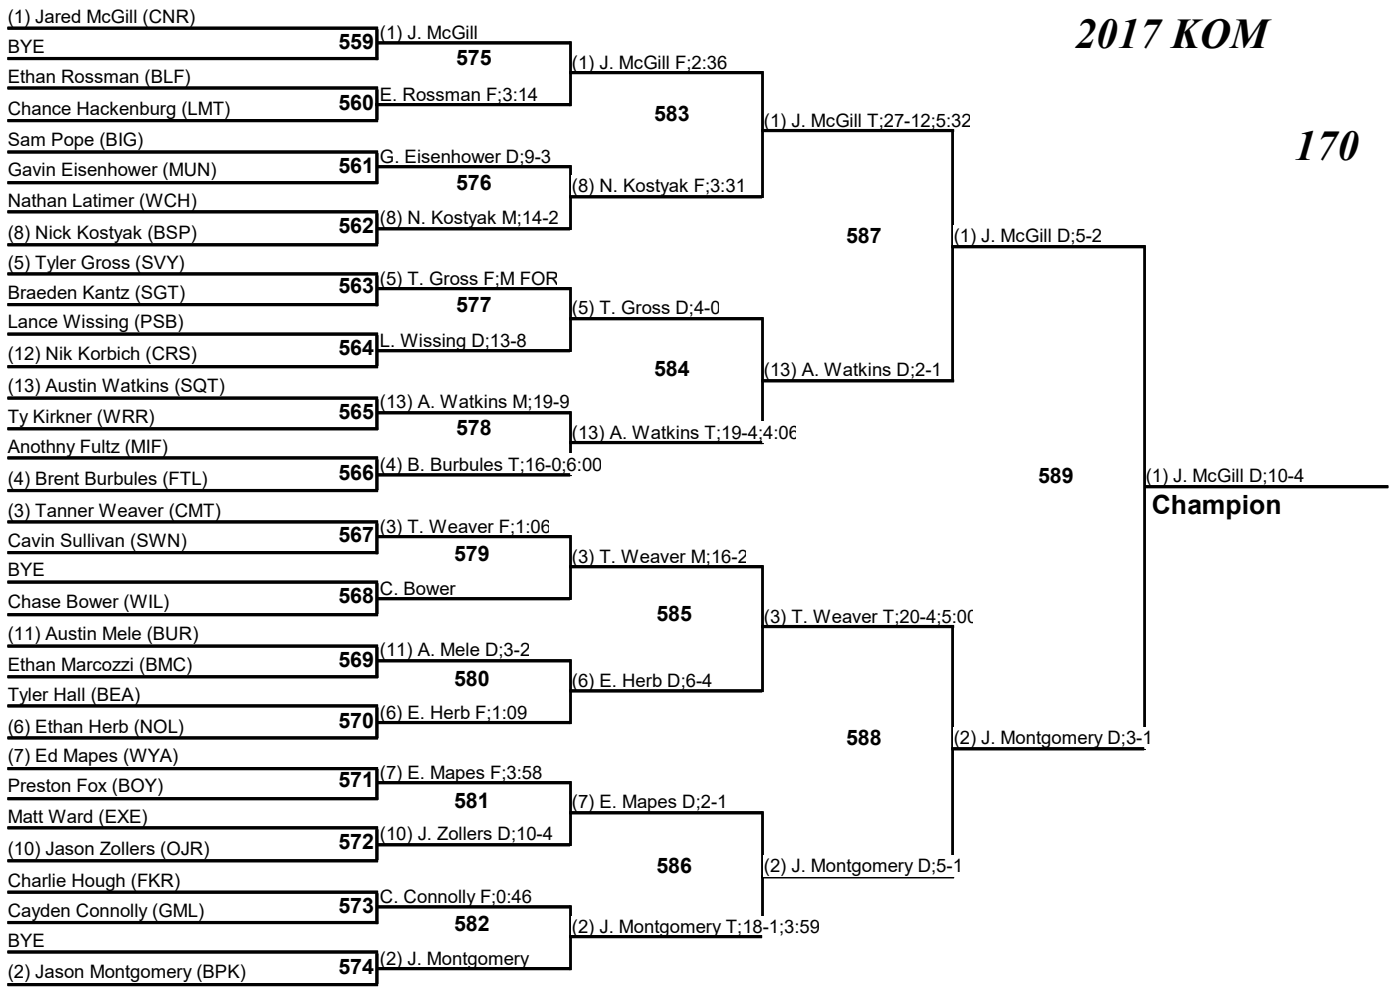 2017 KOM
170
(1) Jared McGill (CNR)
BYE
Ethan Rossman (BLF)
Chance Hackenburg (LMT)
Sam Pope (BIG)
Gavin Eisenhower (MUN)
Nathan Latimer (WCH)
(8) Nick Kostyak (BSP)
(5) Tyler Gross (SVY)
Braeden Kantz (SGT)
Lance Wissing (PSB)
(12) Nik Korbich (CRS)
(13) Austin Watkins (SQT)
Ty Kirkner (WRR)
Anothny Fultz (MIF)
(4) Brent Burbules (FTL)
(3) Tanner Weaver (CMT)
Cavin Sullivan (SWN)
BYE
Chase Bower (WIL)
(11) Austin Mele (BUR)
Ethan Marcozzi (BMC)
Tyler Hall (BEA)
(6) Ethan Herb (NOL)
(7) Ed Mapes (WYA)
Preston Fox (BOY)
Matt Ward (EXE)
(10) Jason Zollers (OJR)
Charlie Hough (FKR)
Cayden Connolly (GML)
BYE
(2) Jason Montgomery (BPK)
559
560
561
562
563
564
565
566
567
568
569
570
571
572
573
574
(1) J. McGill
575
E. Rossman F;3:14
G. Eisenhower D;9-3
576
(8) N. Kostyak M;14-2
(5) T. Gross F;M FOR
577
L. Wissing D;13-8
(13) A. Watkins M;19-9
578
(4) B. Burbules T;16-0;6:00
(3) T. Weaver F;1:06
579
C. Bower
(11) A. Mele D;3-2
580
(6) E. Herb F;1:09
(7) E. Mapes F;3:58
581
(10) J. Zollers D;10-4
C. Connolly F;0:46
582
(2) J. Montgomery
(1) J. McGill F;2:36
583
(8) N. Kostyak F;3:31
(5) T. Gross D;4-0
584
(13) A. Watkins T;19-4;4:06
(3) T. Weaver M;16-2
585
(6) E. Herb D;6-4
(7) E. Mapes D;2-1
586
(2) J. Montgomery T;18-1;3:59
(1) J. McGill T;27-12;5:32
587
(13) A. Watkins D;2-1
(3) T. Weaver T;20-4;5:00
588
(2) J. Montgomery D;5-1
(1) J. McGill D;5-2
589
(2) J. Montgomery D;3-1
(1) J. McGill D;10-4
Champion